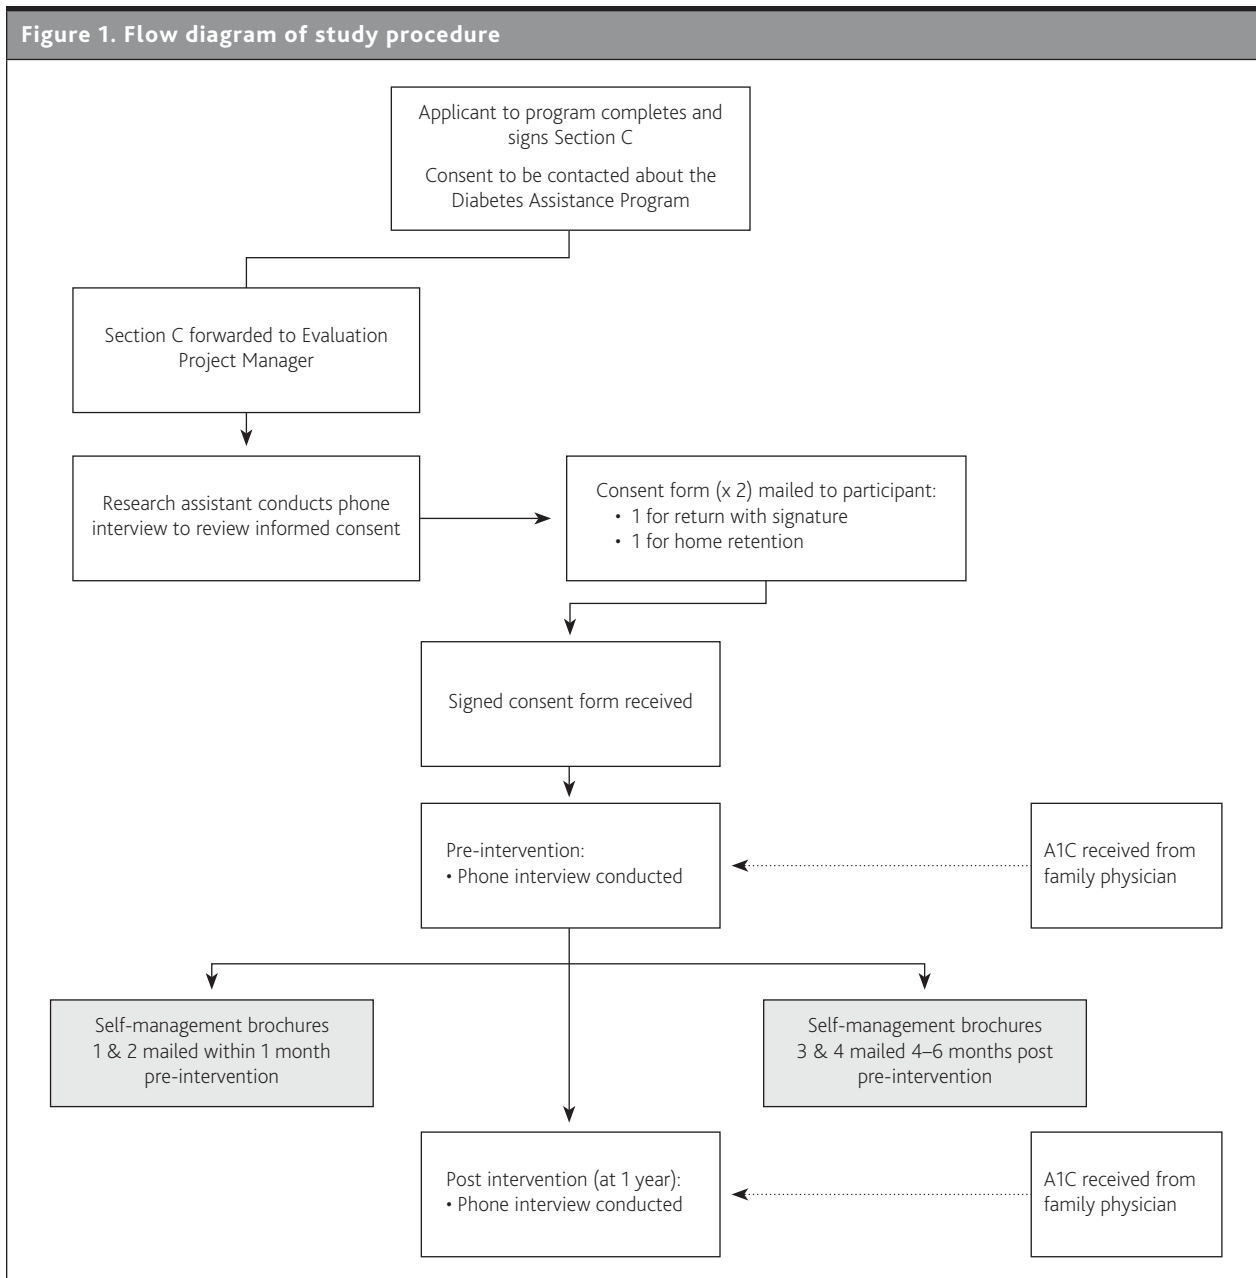 Figure 1. Flow diagram of study procedure
Applicant to program completes and
signs Section C
Consent to be contacted about the
Diabetes Assistance Program
Section C forwarded to Evaluation
Project Manager
Research assistant conducts phone
interview to review informed consent
Consent form (x 2) mailed to participant:
• 1 for return with signature
• 1 for home retention
Signed consent form received
Pre-intervention:
• Phone interview conducted
A1C received from
family physician
Self-management brochures
1 & 2 mailed within 1 month
pre-intervention
Self-management brochures
3 & 4 mailed 4–6 months post
pre-intervention
Post intervention (at 1 year):
• Phone interview conducted
A1C received from
family physician